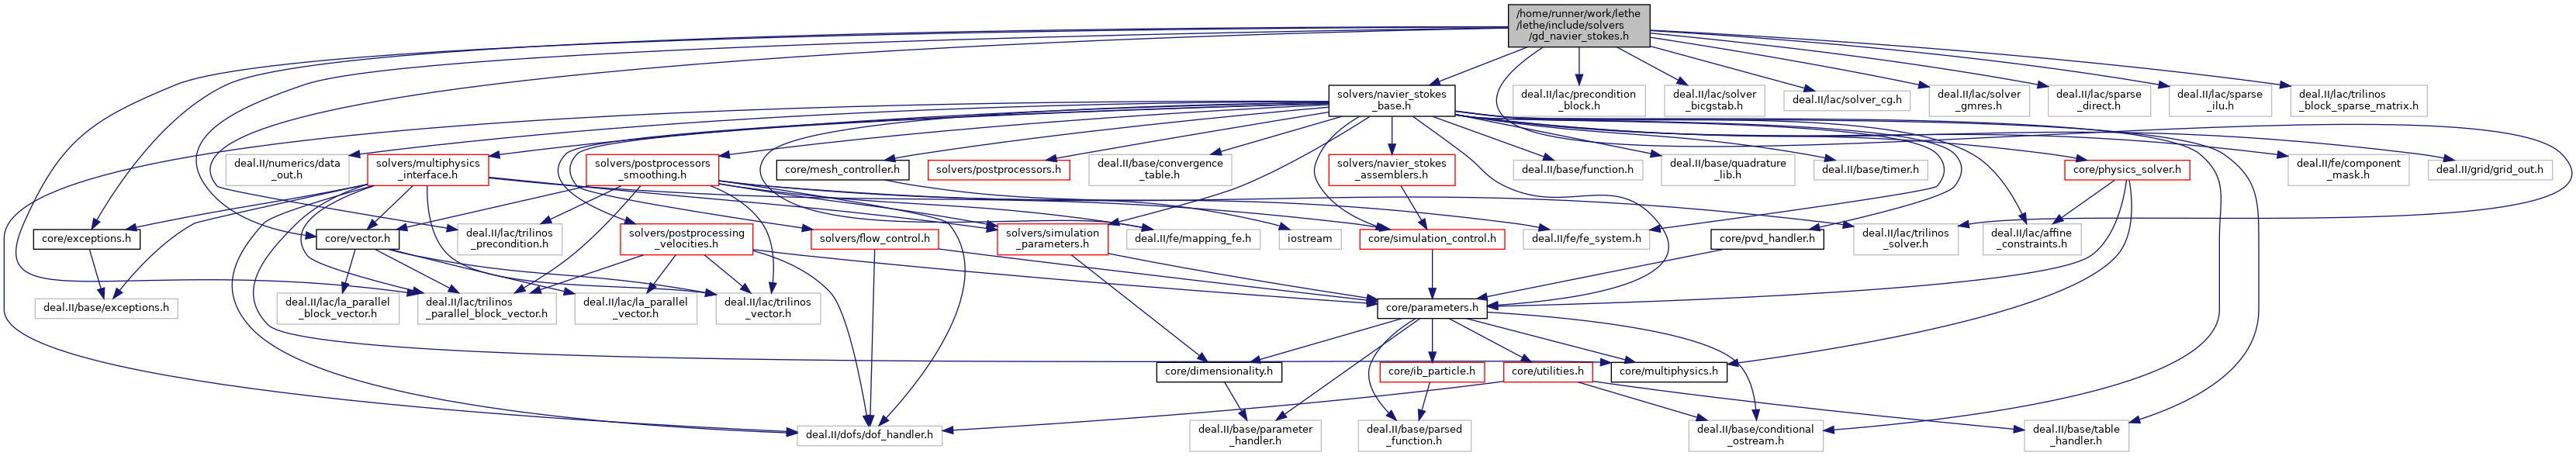 /home/runner/work/lethe
/lethe/include/solvers
/gd_navier_stokes.h
solvers/navier_stokes
_base.h
deal.II/lac/precondition
_block.h
deal.II/lac/solver
_bicgstab.h
deal.II/lac/solver_cg.h
deal.II/lac/solver
_gmres.h
deal.II/lac/sparse
_direct.h
deal.II/lac/sparse
_ilu.h
deal.II/lac/trilinos
_block_sparse_matrix.h
deal.II/numerics/data
_out.h
solvers/multiphysics
_interface.h
solvers/postprocessors
_smoothing.h
core/mesh_controller.h
solvers/postprocessors.h
deal.II/base/convergence
_table.h
solvers/navier_stokes
_assemblers.h
deal.II/base/function.h
deal.II/base/quadrature
_lib.h
deal.II/base/timer.h
core/physics_solver.h
deal.II/fe/component
_mask.h
deal.II/grid/grid_out.h
core/exceptions.h
core/vector.h
deal.II/lac/trilinos
_precondition.h
solvers/postprocessing
_velocities.h
solvers/flow_control.h
solvers/simulation
_parameters.h
deal.II/fe/mapping_fe.h
iostream
core/simulation_control.h
deal.II/fe/fe_system.h
core/pvd_handler.h
deal.II/lac/trilinos
_solver.h
deal.II/lac/affine
_constraints.h
deal.II/base/exceptions.h
deal.II/lac/la_parallel
_block_vector.h
deal.II/lac/trilinos
_parallel_block_vector.h
deal.II/lac/la_parallel
_vector.h
deal.II/lac/trilinos
_vector.h
core/parameters.h
core/dimensionality.h
core/ib_particle.h
core/utilities.h
core/multiphysics.h
deal.II/dofs/dof_handler.h
deal.II/base/parameter
_handler.h
deal.II/base/parsed
_function.h
deal.II/base/conditional
_ostream.h
deal.II/base/table
_handler.h